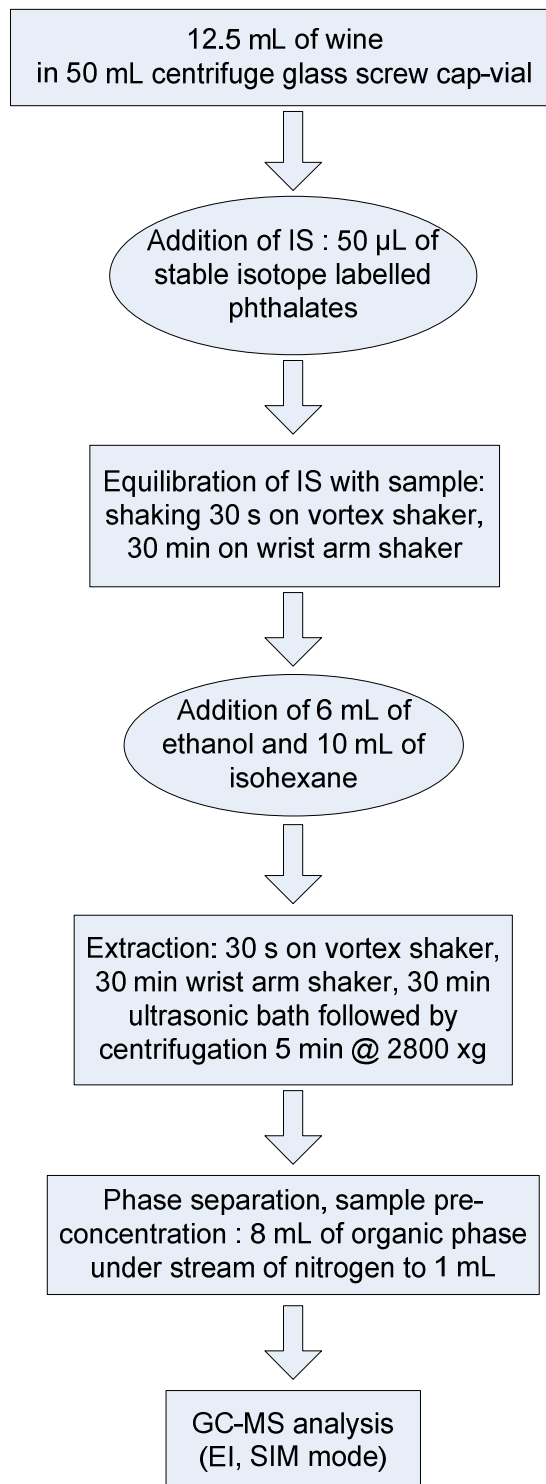 12.5 mL of wine
in 50 mL centrifuge glass screw cap-vial
Addition of IS : 50 µL of
stable isotope labelled
phthalates
Equilibration of IS with sample:
shaking 30 s on vortex shaker,
30 min on wrist arm shaker
Addition of 6 mL of
ethanol and 10 mL of
isohexane
Extraction: 30 s on vortex shaker,
30 min wrist arm shaker, 30 min
ultrasonic bath followed by
centrifugation 5 min @ 2800 xg
Phase separation, sample pre-
concentration : 8 mL of organic phase
under stream of nitrogen to 1 mL
GC-MS analysis
(EI, SIM mode)